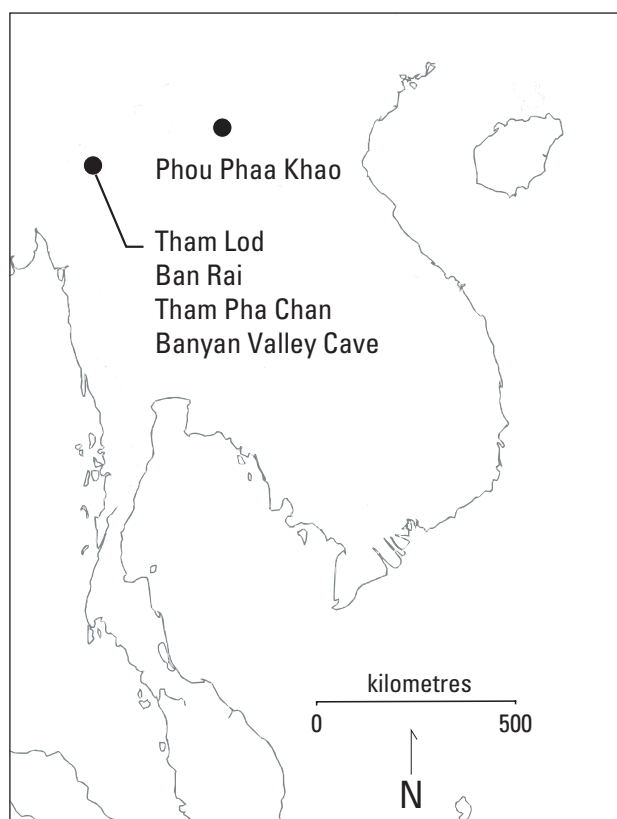 Phou Phaa Khao
Tham Lod
Ban Rai
Tham Pha Chan
Banyan Valley Cave
kilometres
0 500
N